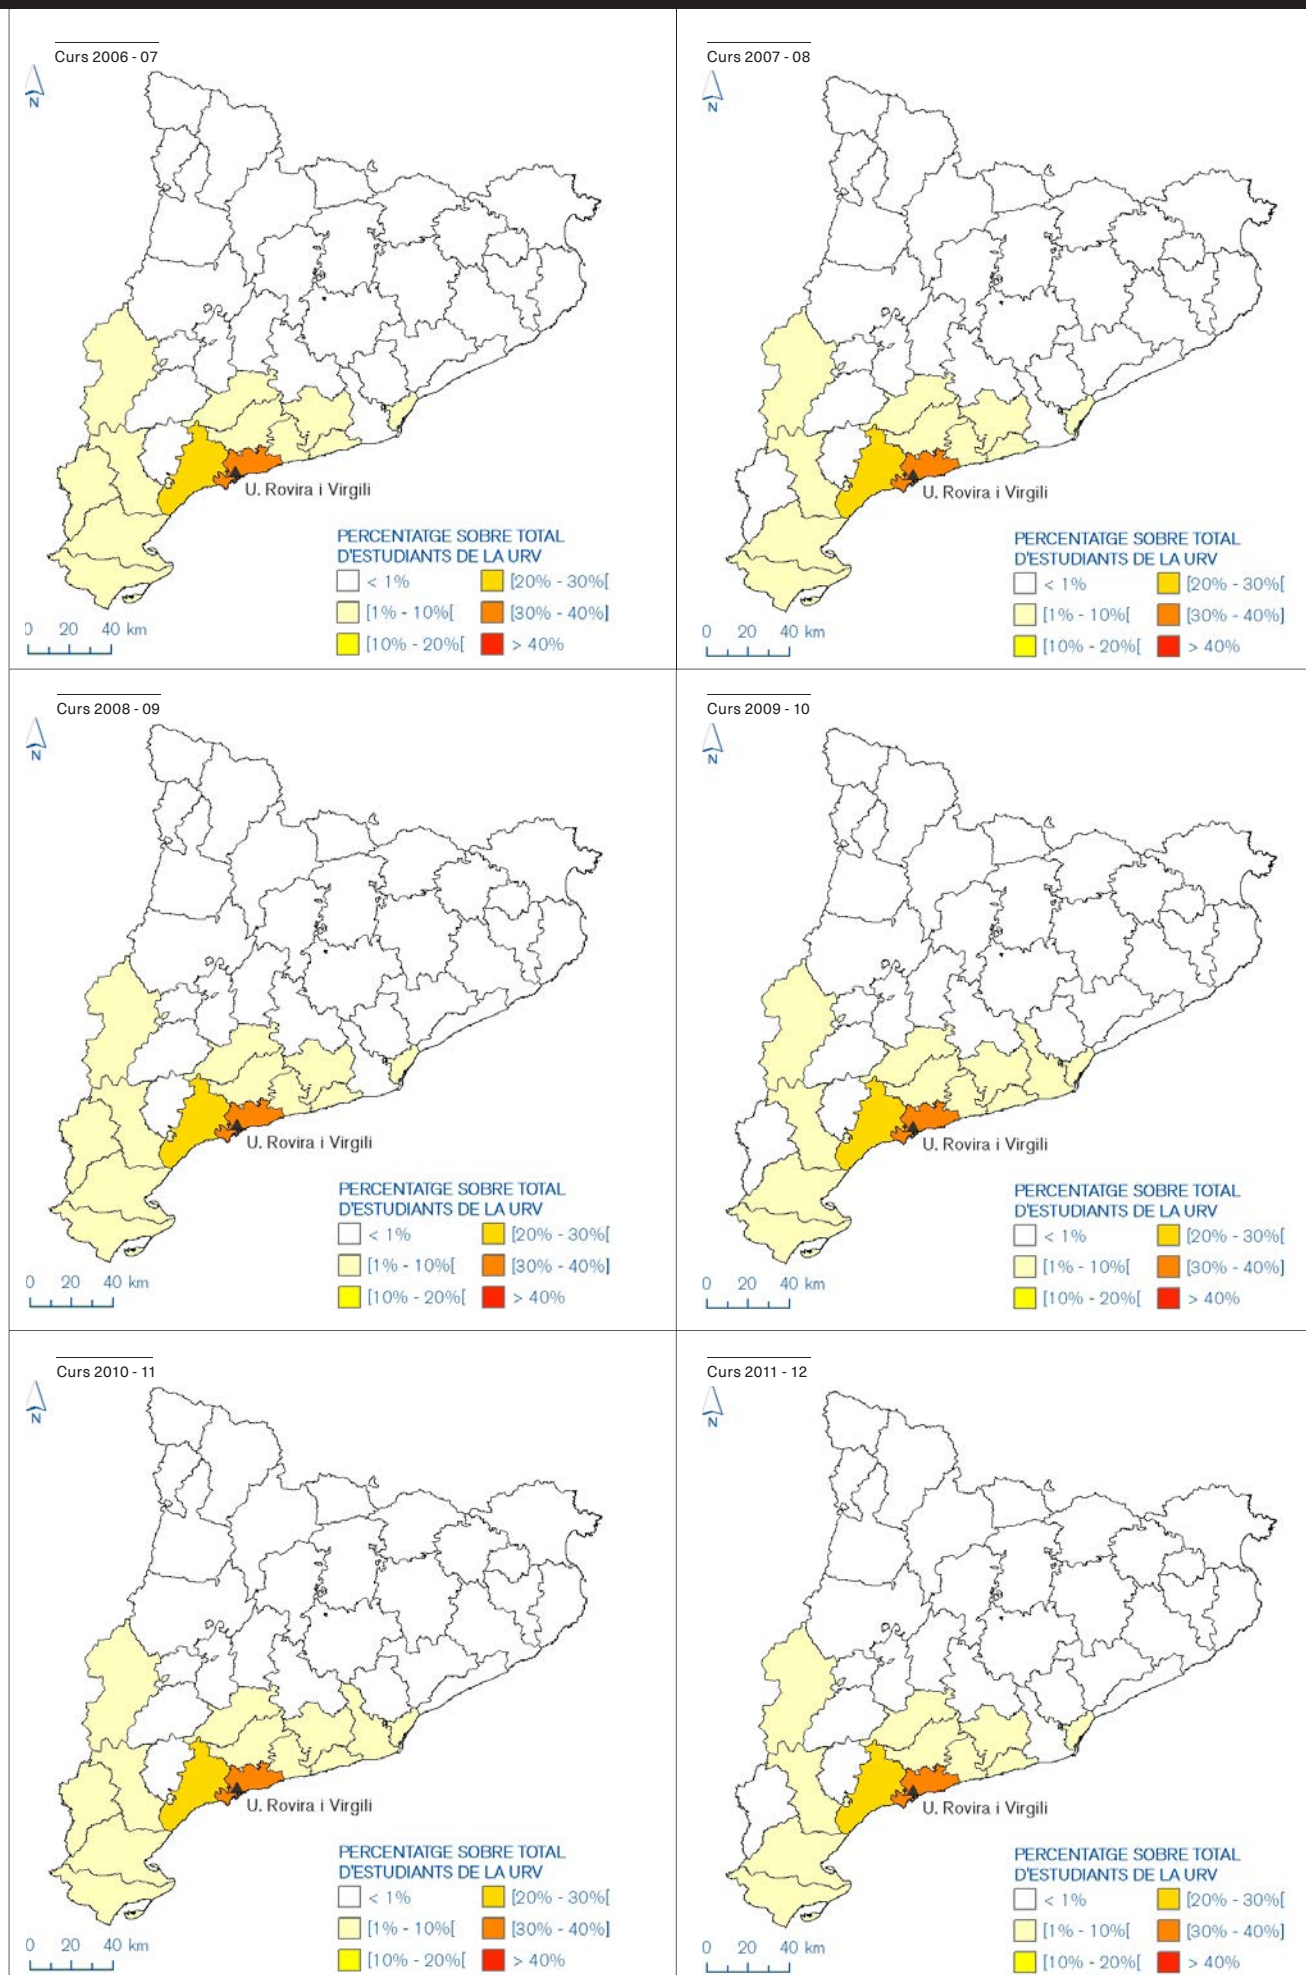 Curs 2006 - 07
N
U. Rovira i Virgili
PERCENTATGE SOBRE TOTAL
D'ESTUDIANTS DE LA URV
< 1% [20% - 30%[
[1% - 10%[ [30% - 40%]
[10% - 20%[ > 40%
0 20 40 km
Curs 2007 - 08
N
U. Rovira i Virgili
PERCENTATGE SOBRE TOTAL
D'ESTUDIANTS DE LA URV
< 1% [20% - 30%[
[1% - 10%[ [30% - 40%]
[10% - 20%[ > 40%
0 20 40 km
Curs 2008 - 09
N
U. Rovira i Virgili
PERCENTATGE SOBRE TOTAL
D'ESTUDIANTS DE LA URV
< 1% [20% - 30%[
[1% - 10%[ [30% - 40%]
[10% - 20%[ > 40%
0 20 40 km
Curs 2009 - 10
N
U. Rovira i Virgili
PERCENTATGE SOBRE TOTAL
D'ESTUDIANTS DE LA URV
< 1% [20% - 30%[
[1% - 10%[ [30% - 40%]
[10% - 20%[ > 40%
0 20 40 km
Curs 2010 - 11
N
U. Rovira i Virgili
PERCENTATGE SOBRE TOTAL
D'ESTUDIANTS DE LA URV
< 1% [20% - 30%[
[1% - 10%[ [30% - 40%]
[10% - 20%[ > 40%
0 20 40 km
Curs 2011 - 12
N
U. Rovira i Virgili
PERCENTATGE SOBRE TOTAL
D'ESTUDIANTS DE LA URV
< 1% [20% - 30%[
[1% - 10%[ [30% - 40%]
[10% - 20%[ > 40%
0 20 40 km